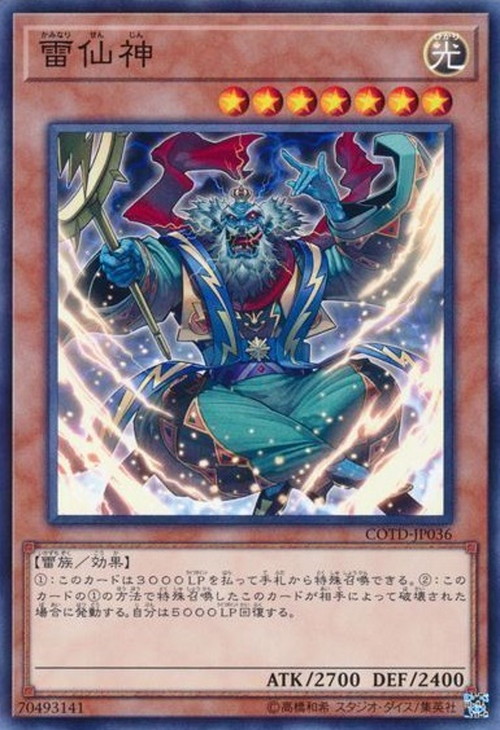 雷仙神
光
COTD-JP036
【雷族／効果】
①：このカードは３０００ＬＰを払って手札から特殊召喚できる。②：この
カードの①の方法で特殊召喚したこのカードが相手によって破壊された
場合に発動する。自分は５０００ＬＰ回復する。
ATK/2700 DEF/2400
70493141
©高橋和希 スタジオ・ダイス/集英社